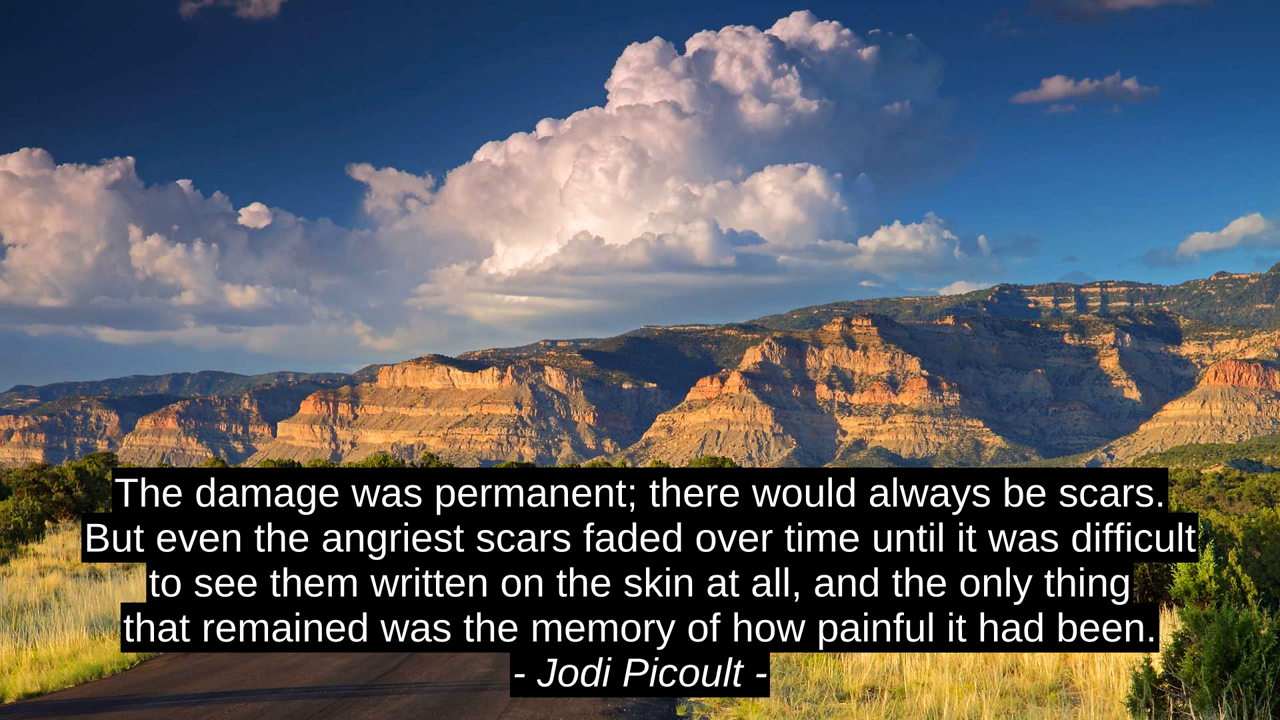 The damage was permanent; there would always be scars.
But even the angriest scars faded over time until it was difficult
to see them written on the skin at all, and the only thing
that remained was the memory of how painful it had been.
- Jodi Picoult -